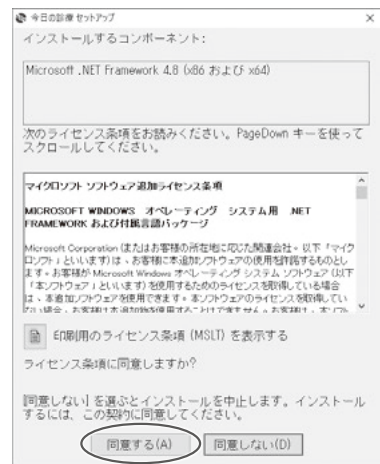 今日の診療 セットアップ
インストールするコンポーネント:
Microsoft .NET Framework 4.8 (x86 および x64)
次のライセンス条項をお読みください。PageDown キーを使って
スクロールしてください。
マイクロソフト ソフトウェア追加ライセンス条項
MICROSOFT WINDOWS オペレーティング システム用 .NET
FRAMEWORK および付属言語パッケージ
Microsoft Corporation (またはお客様の所在地に応じた関連会社。以下「マイク
ロソフト」といいます) は、お客様に本追加ソフトウェアの使用を許諾するものとし
ます。お客様が Microsoft Windows オペレーティング システム ソフトウェア (以下
「本ソフトウェア」といいます) を使用するためのライセンスを取得している場合
は、本追加ソフトウェアを使用できます。本ソフトウェアのライセンスを取得してい
印刷用のライセンス条項 (MSLT) を表示する
ライセンス条項に同意しますか?
[同意しない] を選ぶとインストールを中止します。インストール
するには、この契約に同意してください。
同意する(A)
同意しない(D)